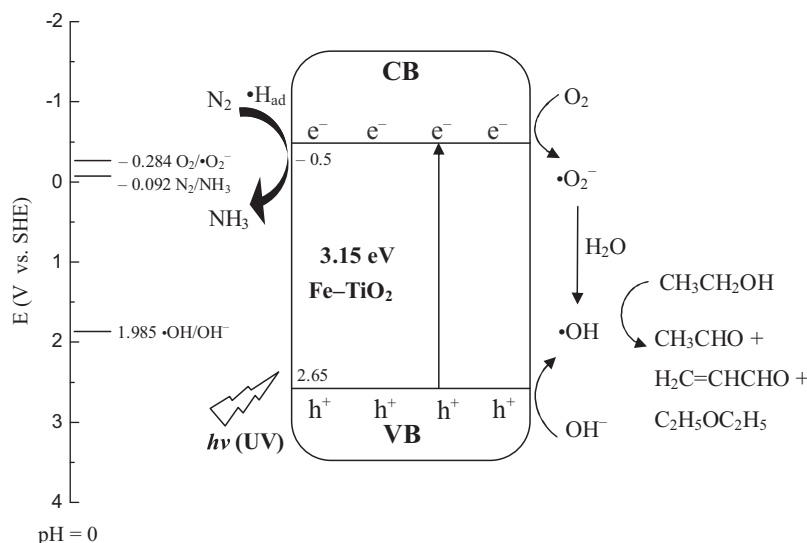 -2
-1
0
1
2
3
4
E (V vs. SHE)
pH = 0
– 0.284 O₂/•O₂⁻
– 0.092 N₂/NH₃
1.985 •OH/OH⁻
N₂
•H_ad
NH₃
hν (UV)
CB
e⁻ e⁻ e⁻ e⁻
– 0.5
3.15 eV
Fe–TiO₂
2.65
h⁺ h⁺ h⁺ h⁺
VB
O₂
•O₂⁻
H₂O
•OH
OH⁻
CH₃CH₂OH
CH₃CHO +
H₂C=CHCHO +
C₂H₅OC₂H₅